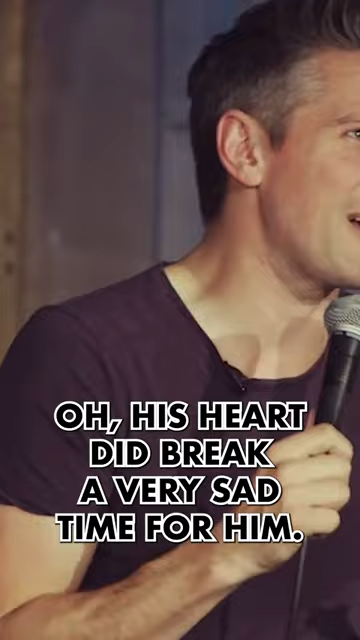 OH, HIS HEART
DID BREAK
A VERY SAD
TIME FOR HIM.